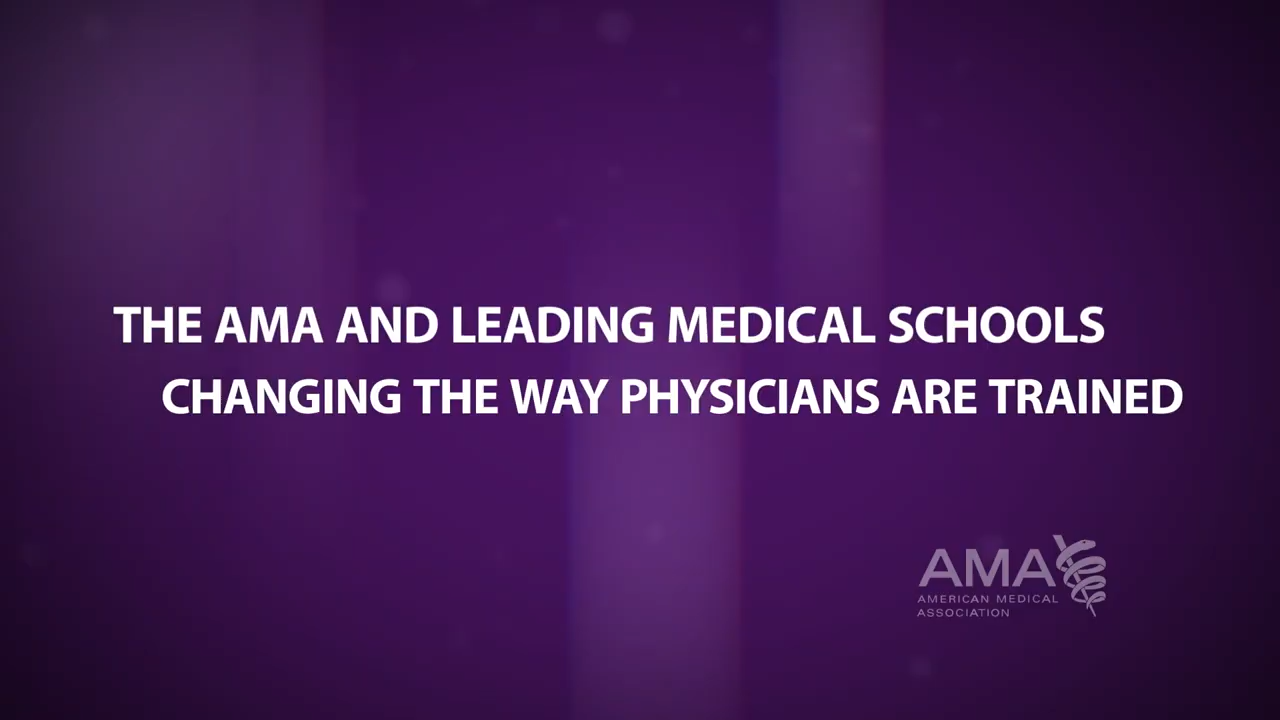 THE AMA AND LEADING MEDICAL SCHOOLS
CHANGING THE WAY PHYSICIANS ARE TRAINED
AMA
AMERICAN MEDICAL
ASSOCIATION